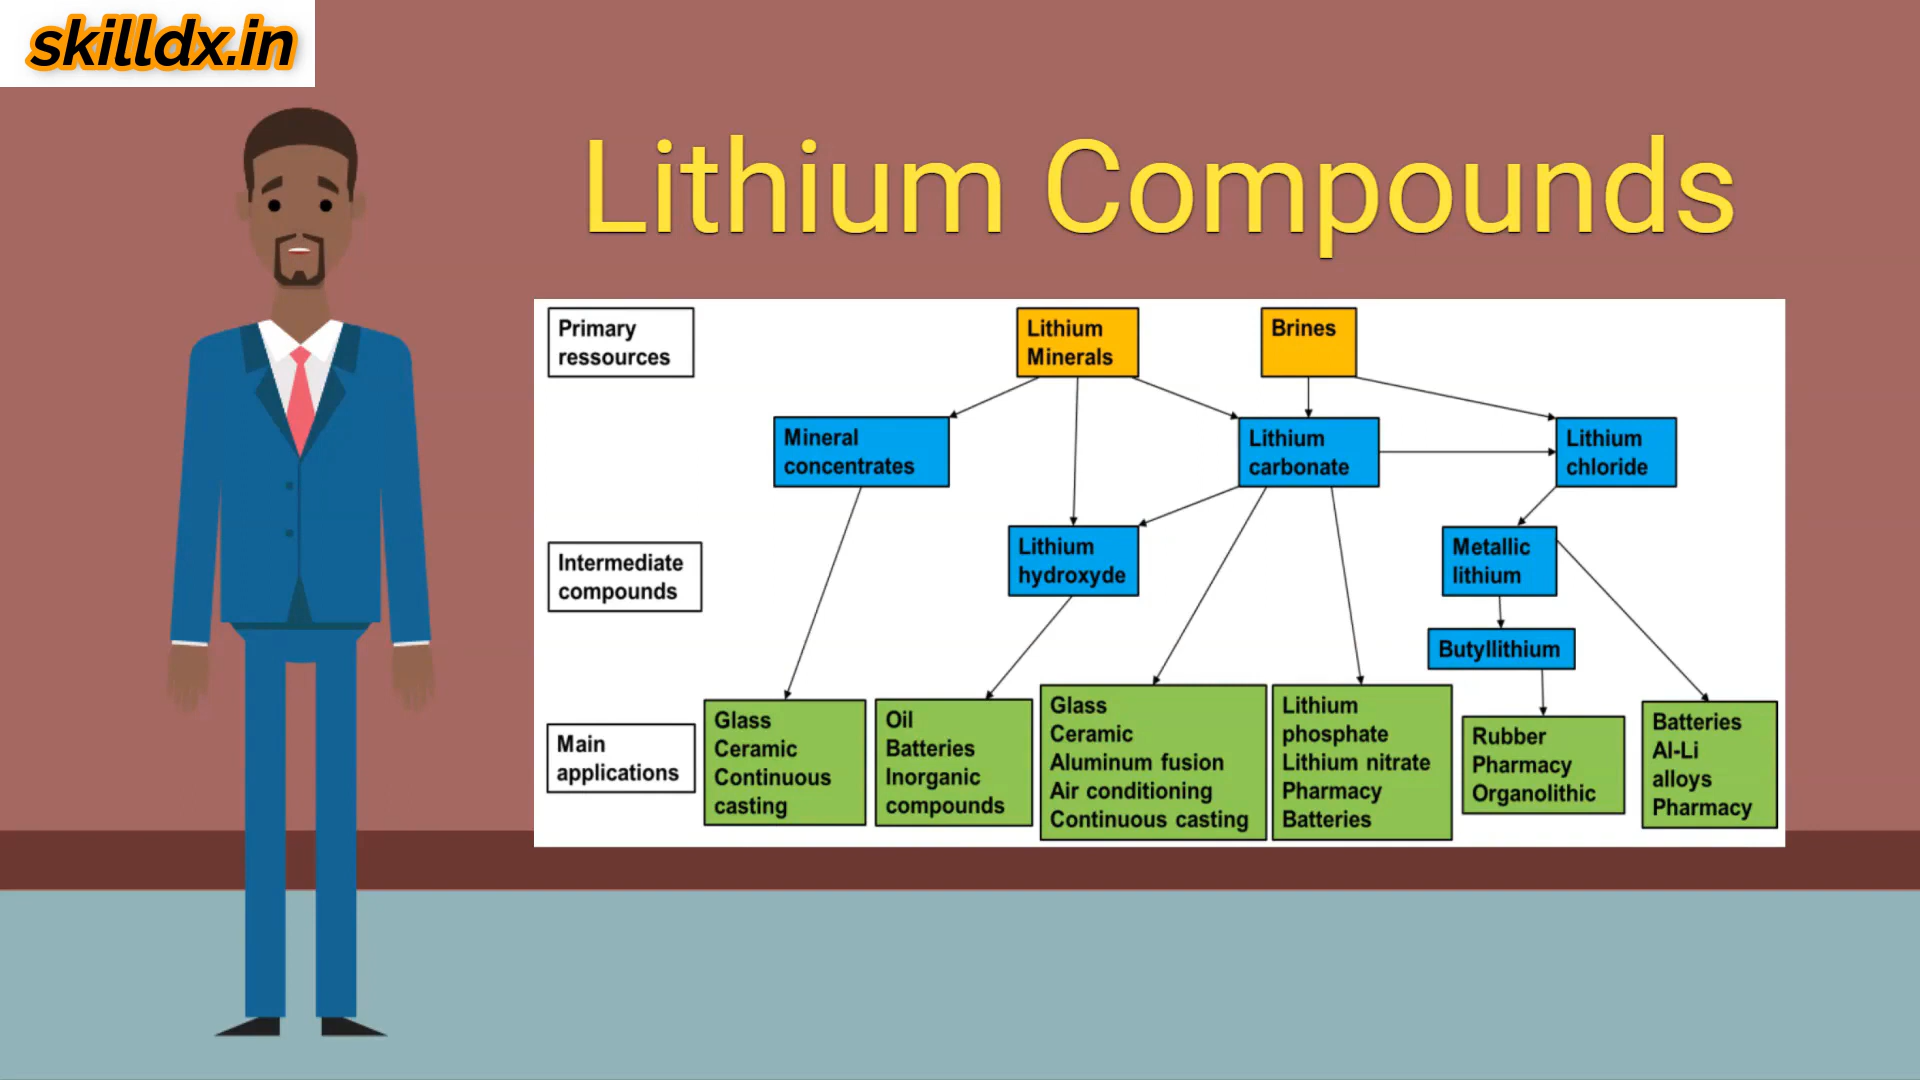 skilldx.in
Lithium Compounds
Primary
ressources
Lithium
Minerals
Brines
Mineral
concentrates
Lithium
carbonate
Lithium
chloride
Intermediate
compounds
Lithium
hydroxyde
Metallic
lithium
Butyllithium
Main
applications
Glass
Ceramic
Continuous
casting
Oil
Batteries
Inorganic
compounds
Glass
Ceramic
Aluminum fusion
Air conditioning
Continuous casting
Lithium
phosphate
Lithium nitrate
Pharmacy
Batteries
Rubber
Pharmacy
Organolithic
Batteries
Al-Li
alloys
Pharmacy